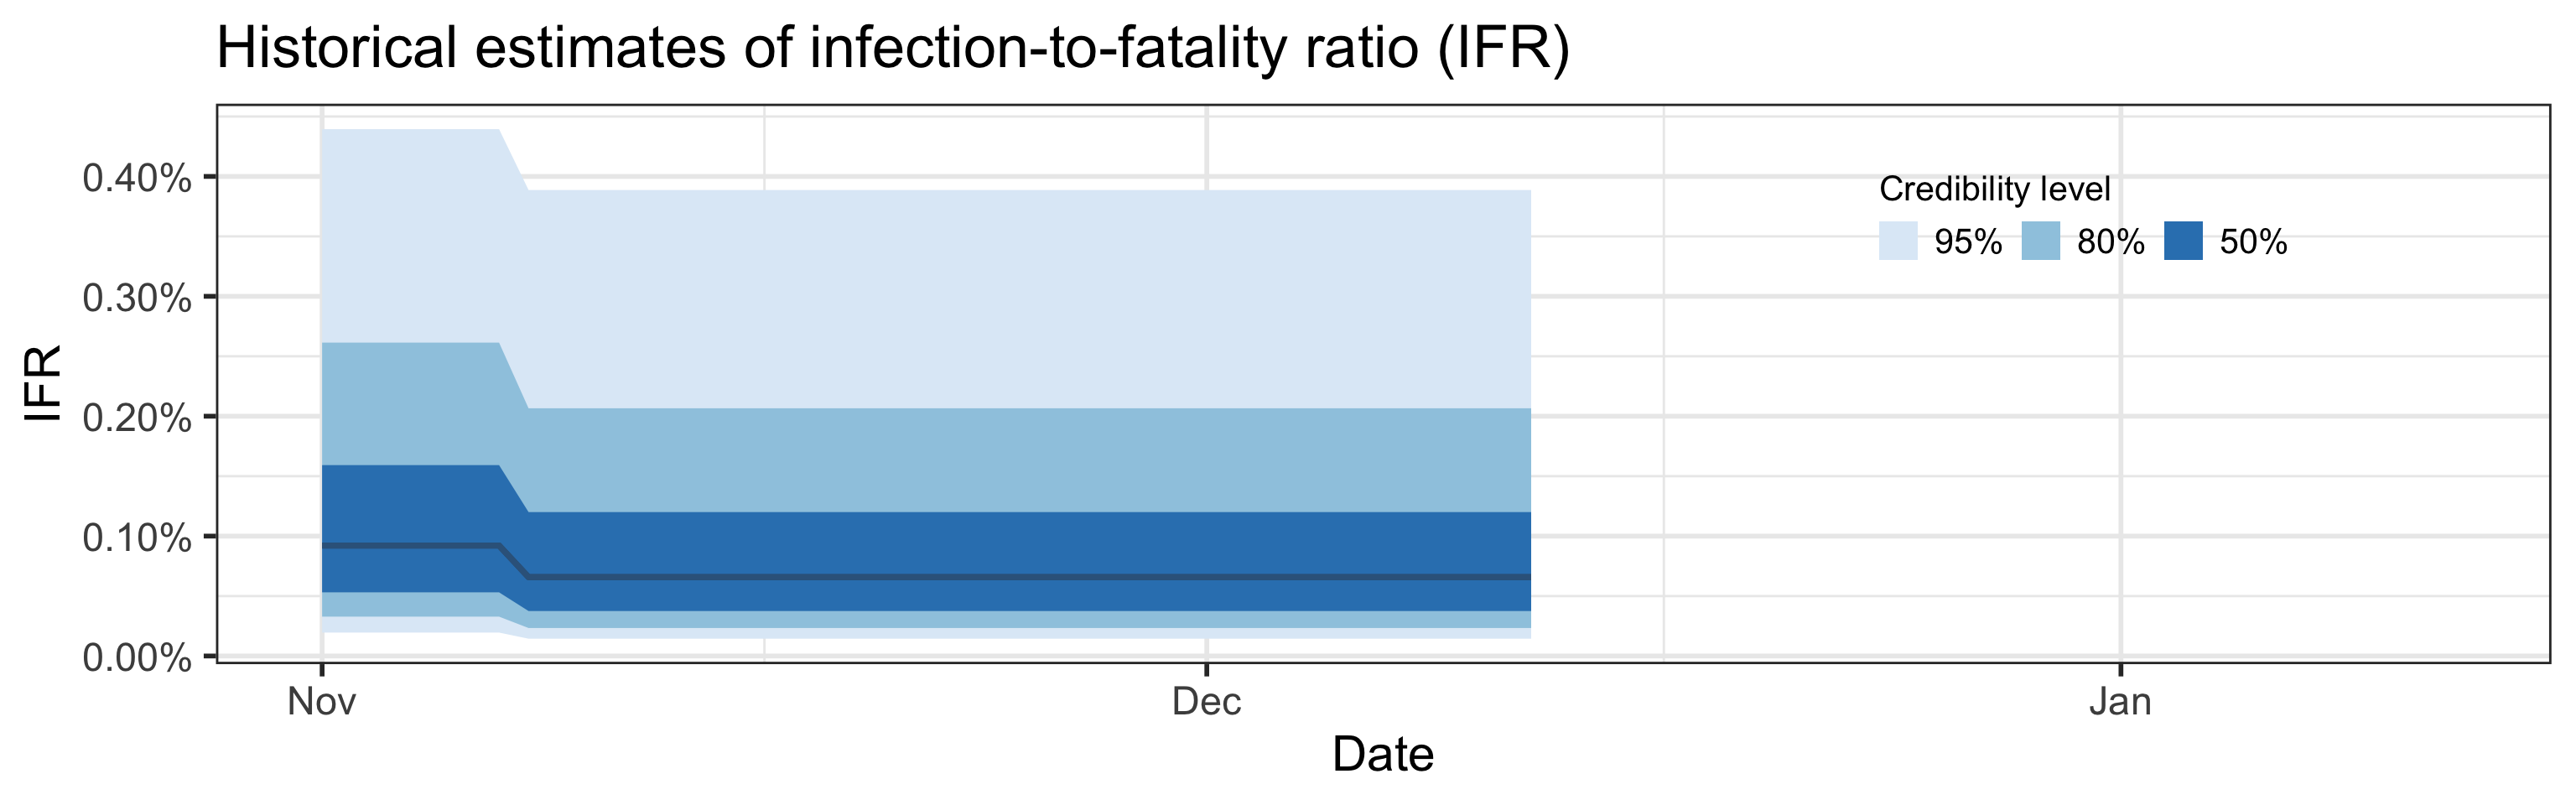 Historical estimates of infection-to-fatality ratio (IFR)
0.40%
Credibility level
95% 80% 50%
0.30%
IFR
0.20%
0.10%
0.00%
Nov Dec Jan
Date